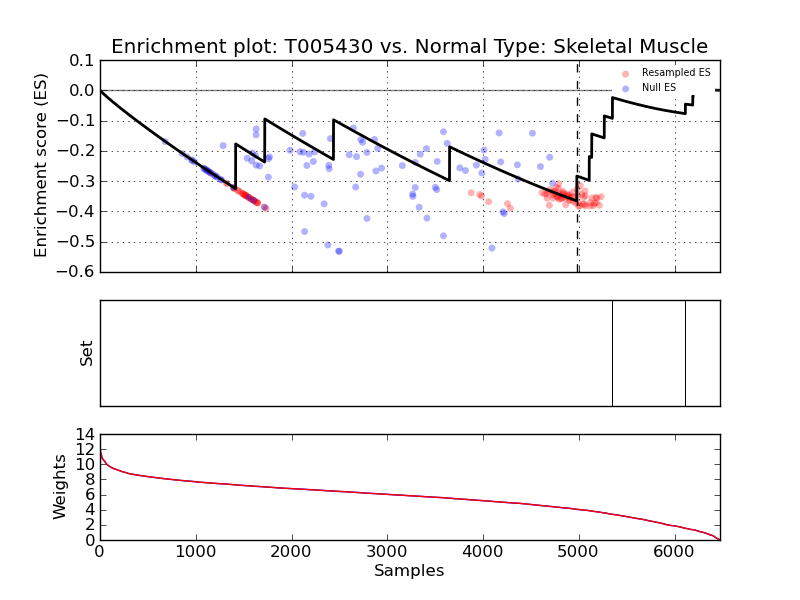 Enrichment plot: T005430 vs. Normal Type: Skeletal Muscle
Enrichment score (ES)
0.1
0.0
−0.1
−0.2
−0.3
−0.4
−0.5
−0.6
Resampled ES
Null ES
Set
Weights
14
12
10
8
6
4
2
0
0 1000 2000 3000 4000 5000 6000
Samples